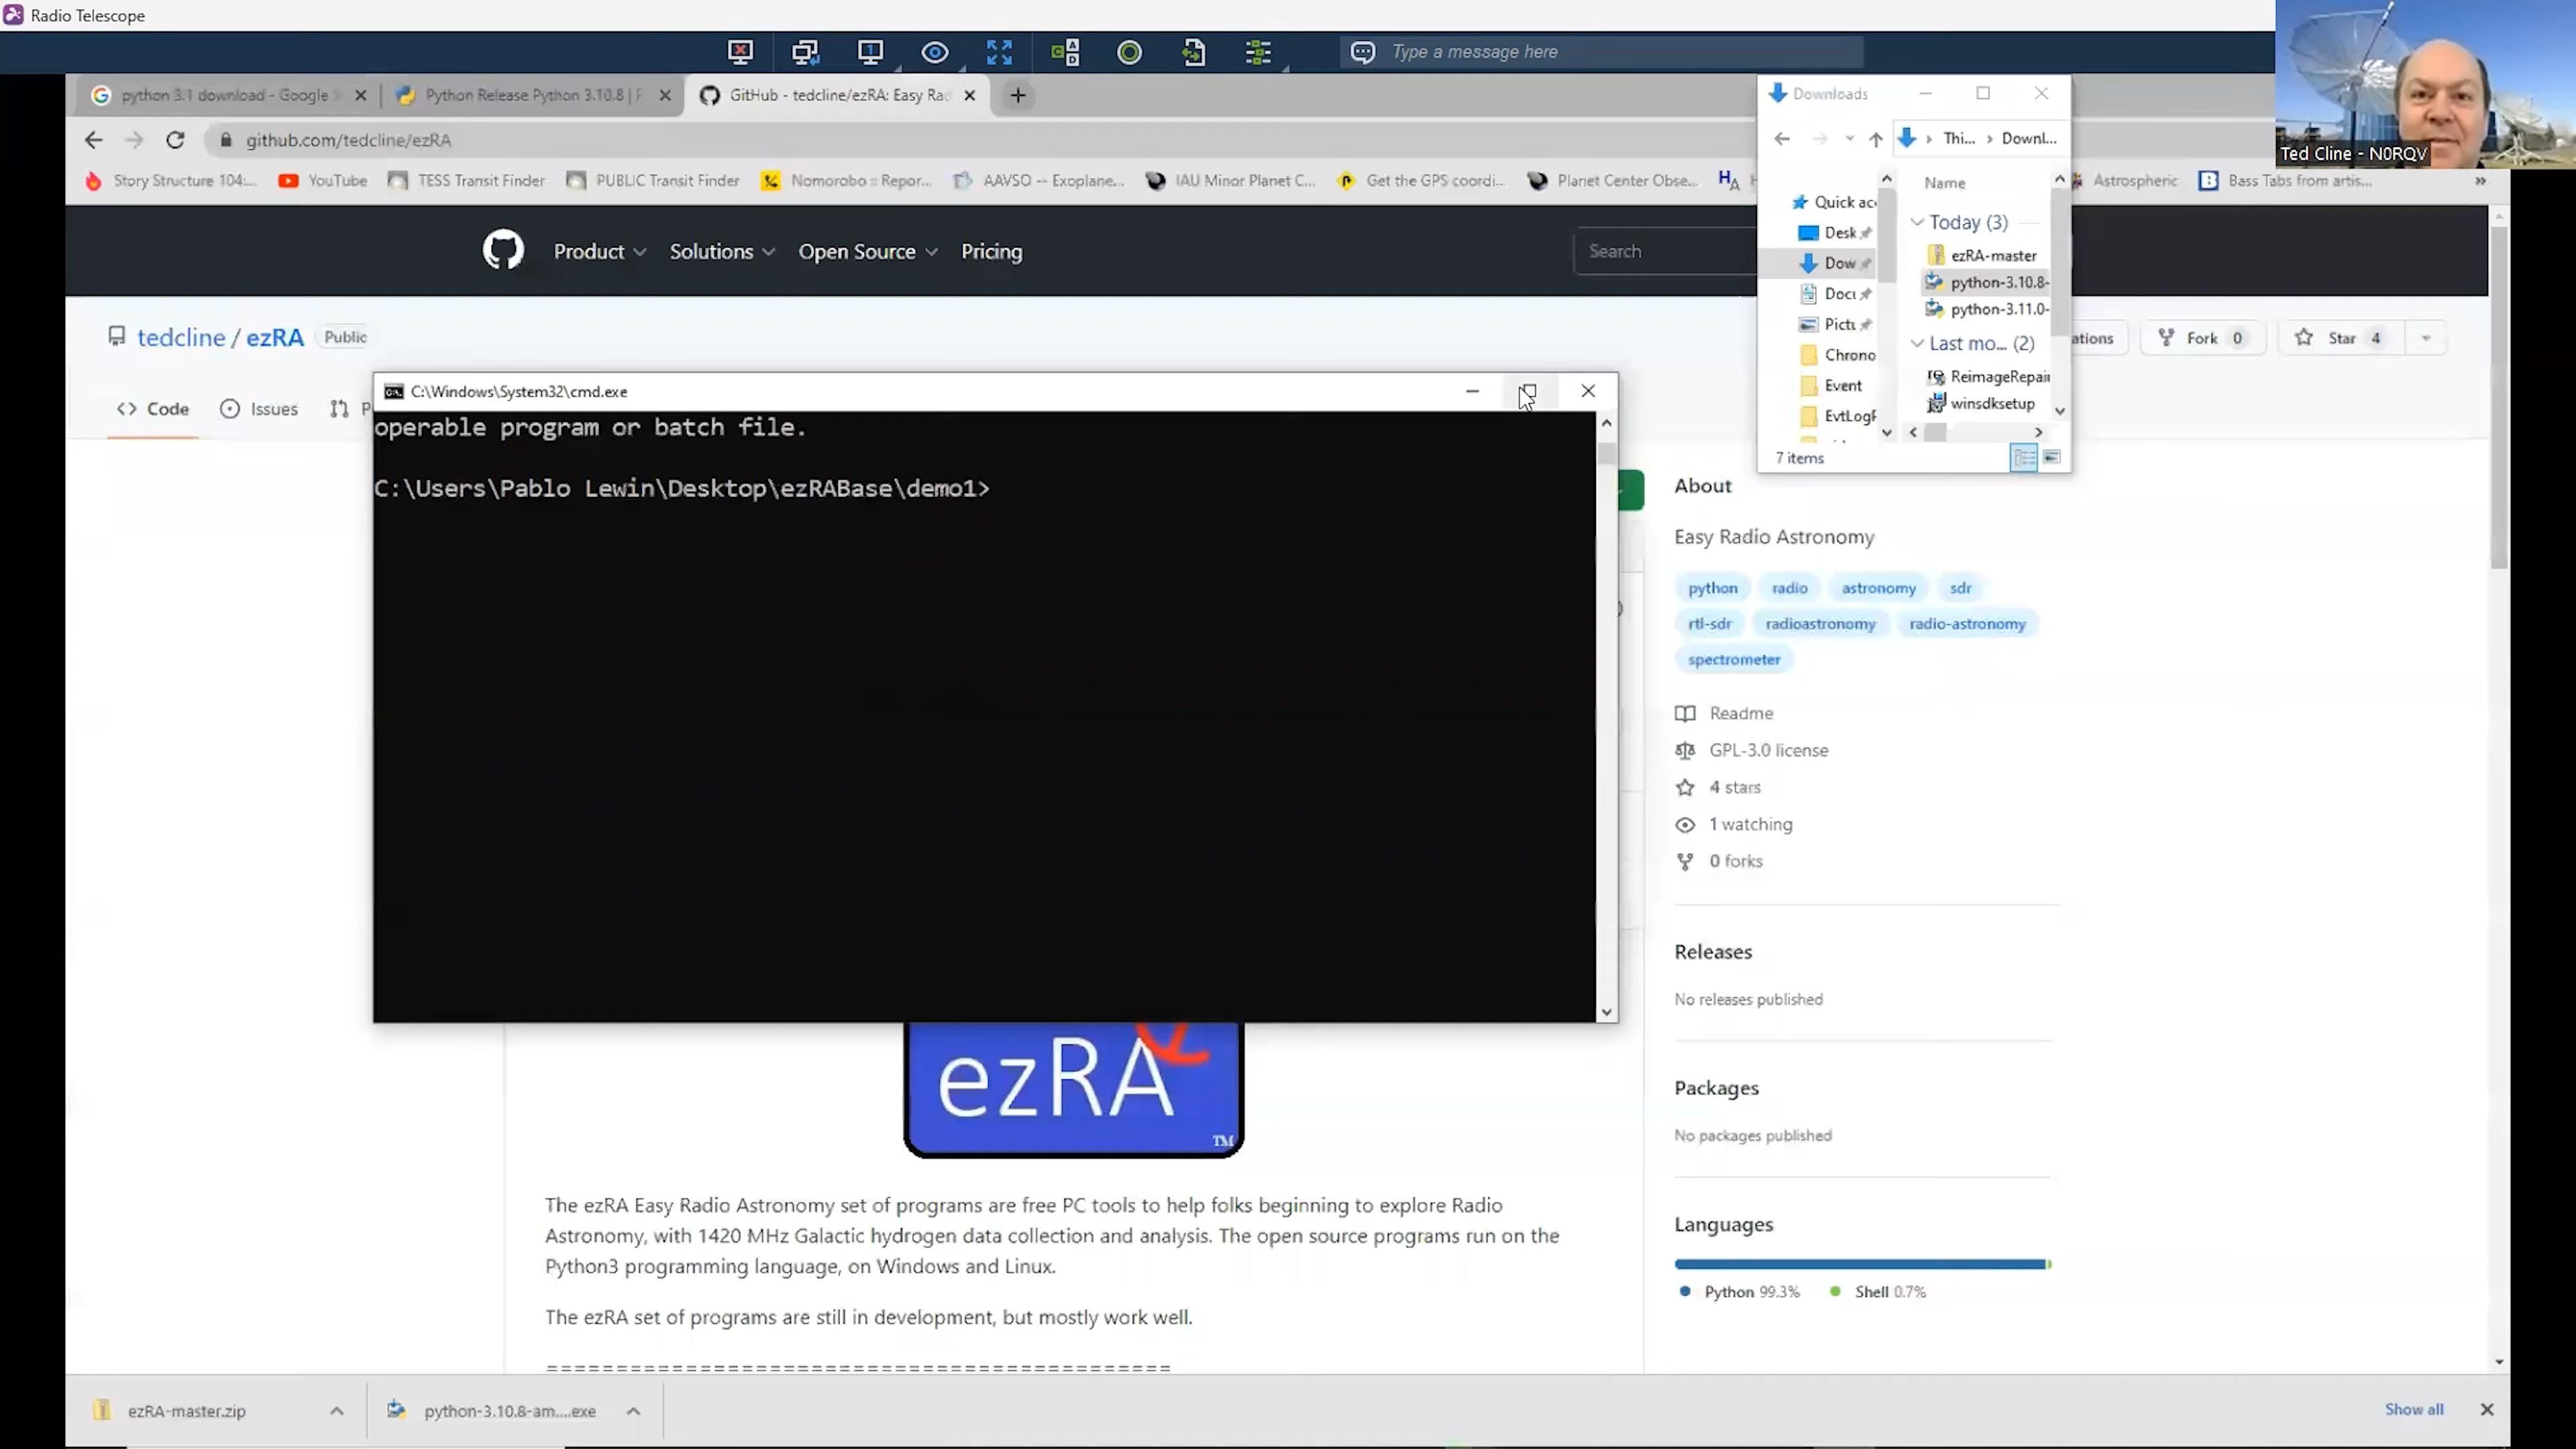 Radio Telescope
Type a message here
python 3.1 download - Google S
Python Release Python 3.10.8 | P
GitHub - tedcline/ezRA: Easy Rad
github.com/tedcline/ezRA
Story Structure 104:...
YouTube
TESS Transit Finder
PUBLIC Transit Finder
Nomorobo :: Repor...
AAVSO -- Exoplane...
IAU Minor Planet C...
Get the GPS coordi...
Planet Center Obse...
Astrospheric
Bass Tabs from artis...
»
Ted Cline - N0RQV
Downloads
Thi... > Downl...
Name
Quick ac
Desk
Dow
Docu
Pictu
Chrono
Event
EvtLogF
Today (3)
ezRA-master
python-3.10.8-
python-3.11.0-
Last mo... (2)
ReimageRepair
winsdksetup
7 items
Product
Solutions
Open Source
Pricing
Search
tedcline / ezRA Public
ations
Fork 0
Star 4
Code
Issues
P
C:\Windows\System32\cmd.exe
operable program or batch file.
C:\Users\Pablo Lewin\Desktop\ezRABase\demo1>
About
Easy Radio Astronomy
python radio astronomy sdr
rtl-sdr radioastronomy radio-astronomy
spectrometer
Readme
GPL-3.0 license
4 stars
1 watching
0 forks
Releases
No releases published
Packages
No packages published
Languages
Python 99.3% Shell 0.7%
ezRA
TM
The ezRA Easy Radio Astronomy set of programs are free PC tools to help folks beginning to explore Radio
Astronomy, with 1420 MHz Galactic hydrogen data collection and analysis. The open source programs run on the
Python3 programming language, on Windows and Linux.
The ezRA set of programs are still in development, but mostly work well.
=============================================
ezRA-master.zip
python-3.10.8-am....exe
Show all